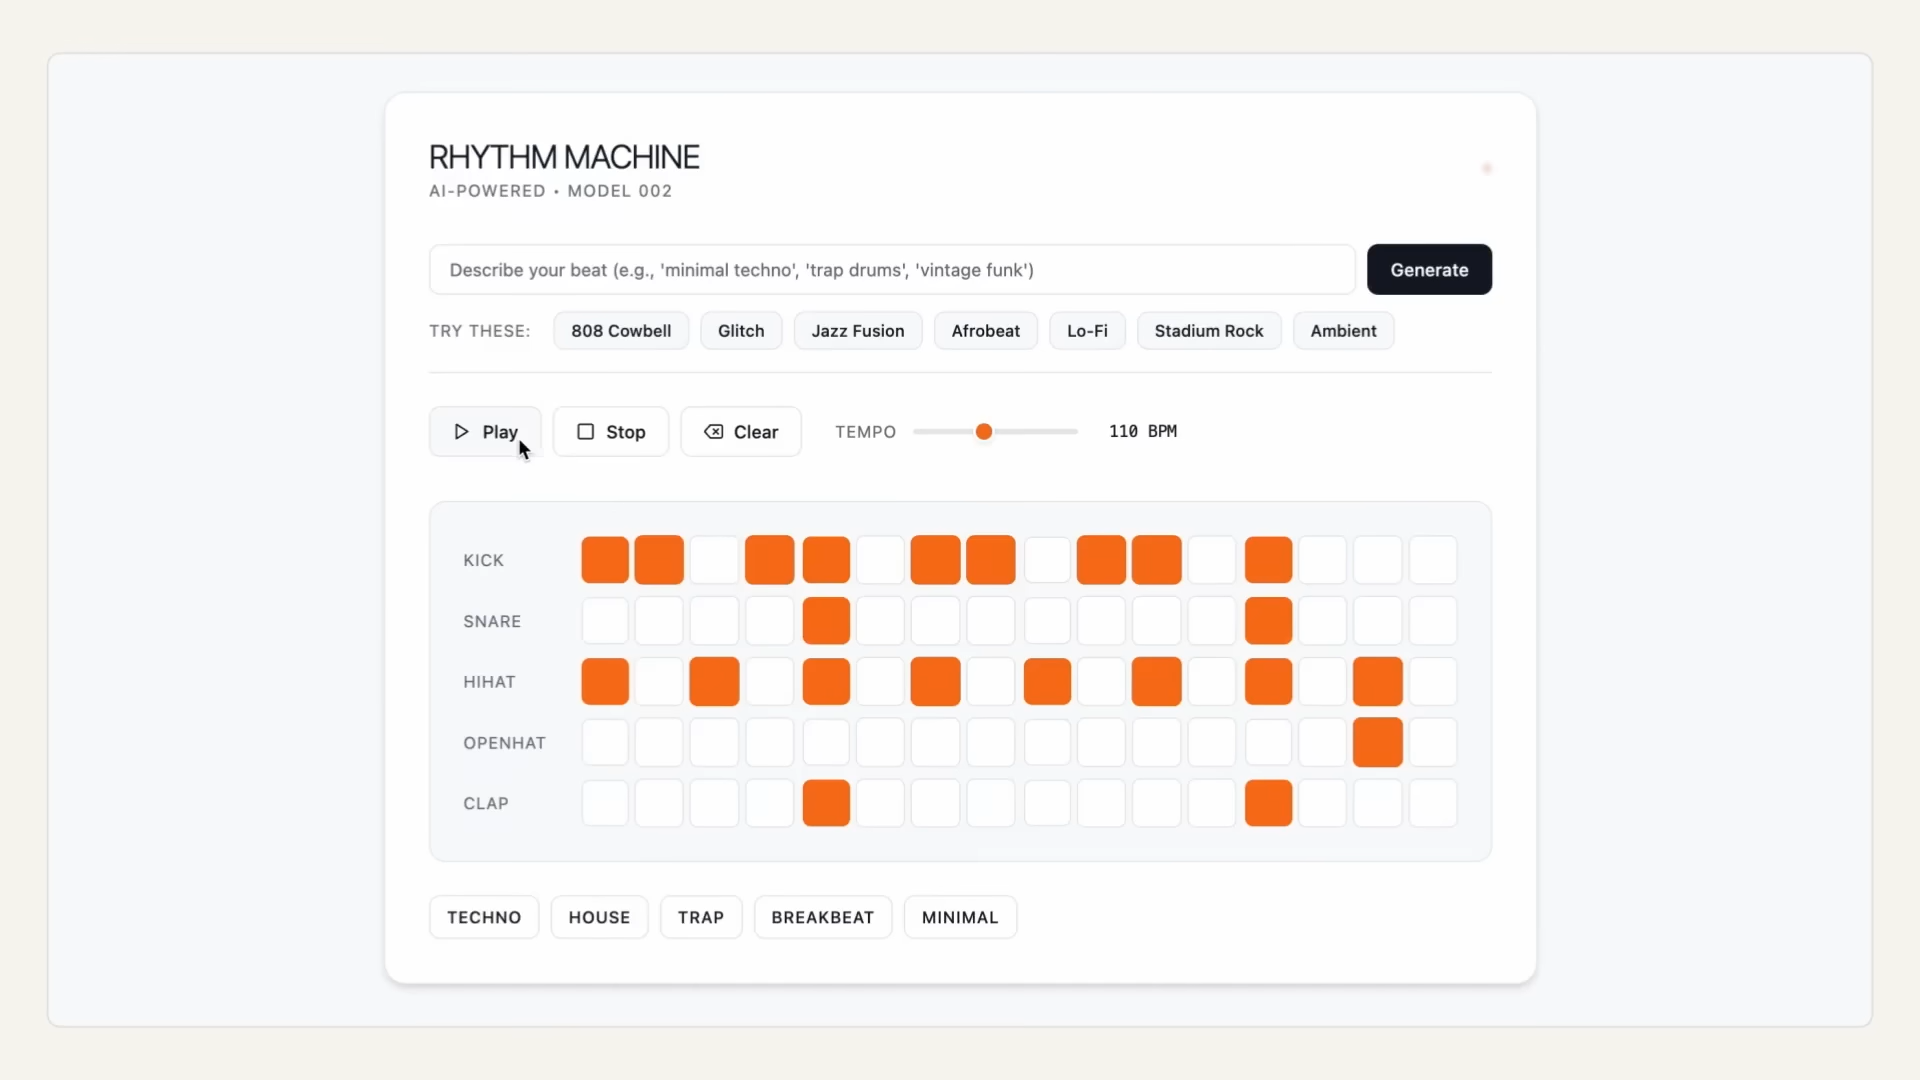 RHYTHM MACHINE
AI-POWERED • MODEL 002
Describe your beat (e.g., 'minimal techno', 'trap drums', 'vintage funk')
Generate
TRY THESE: 808 Cowbell Glitch Jazz Fusion Afrobeat Lo-Fi Stadium Rock Ambient
Play Stop Clear TEMPO 110 BPM
KICK
SNARE
HIHAT
OPENHAT
CLAP
TECHNO HOUSE TRAP BREAKBEAT MINIMAL